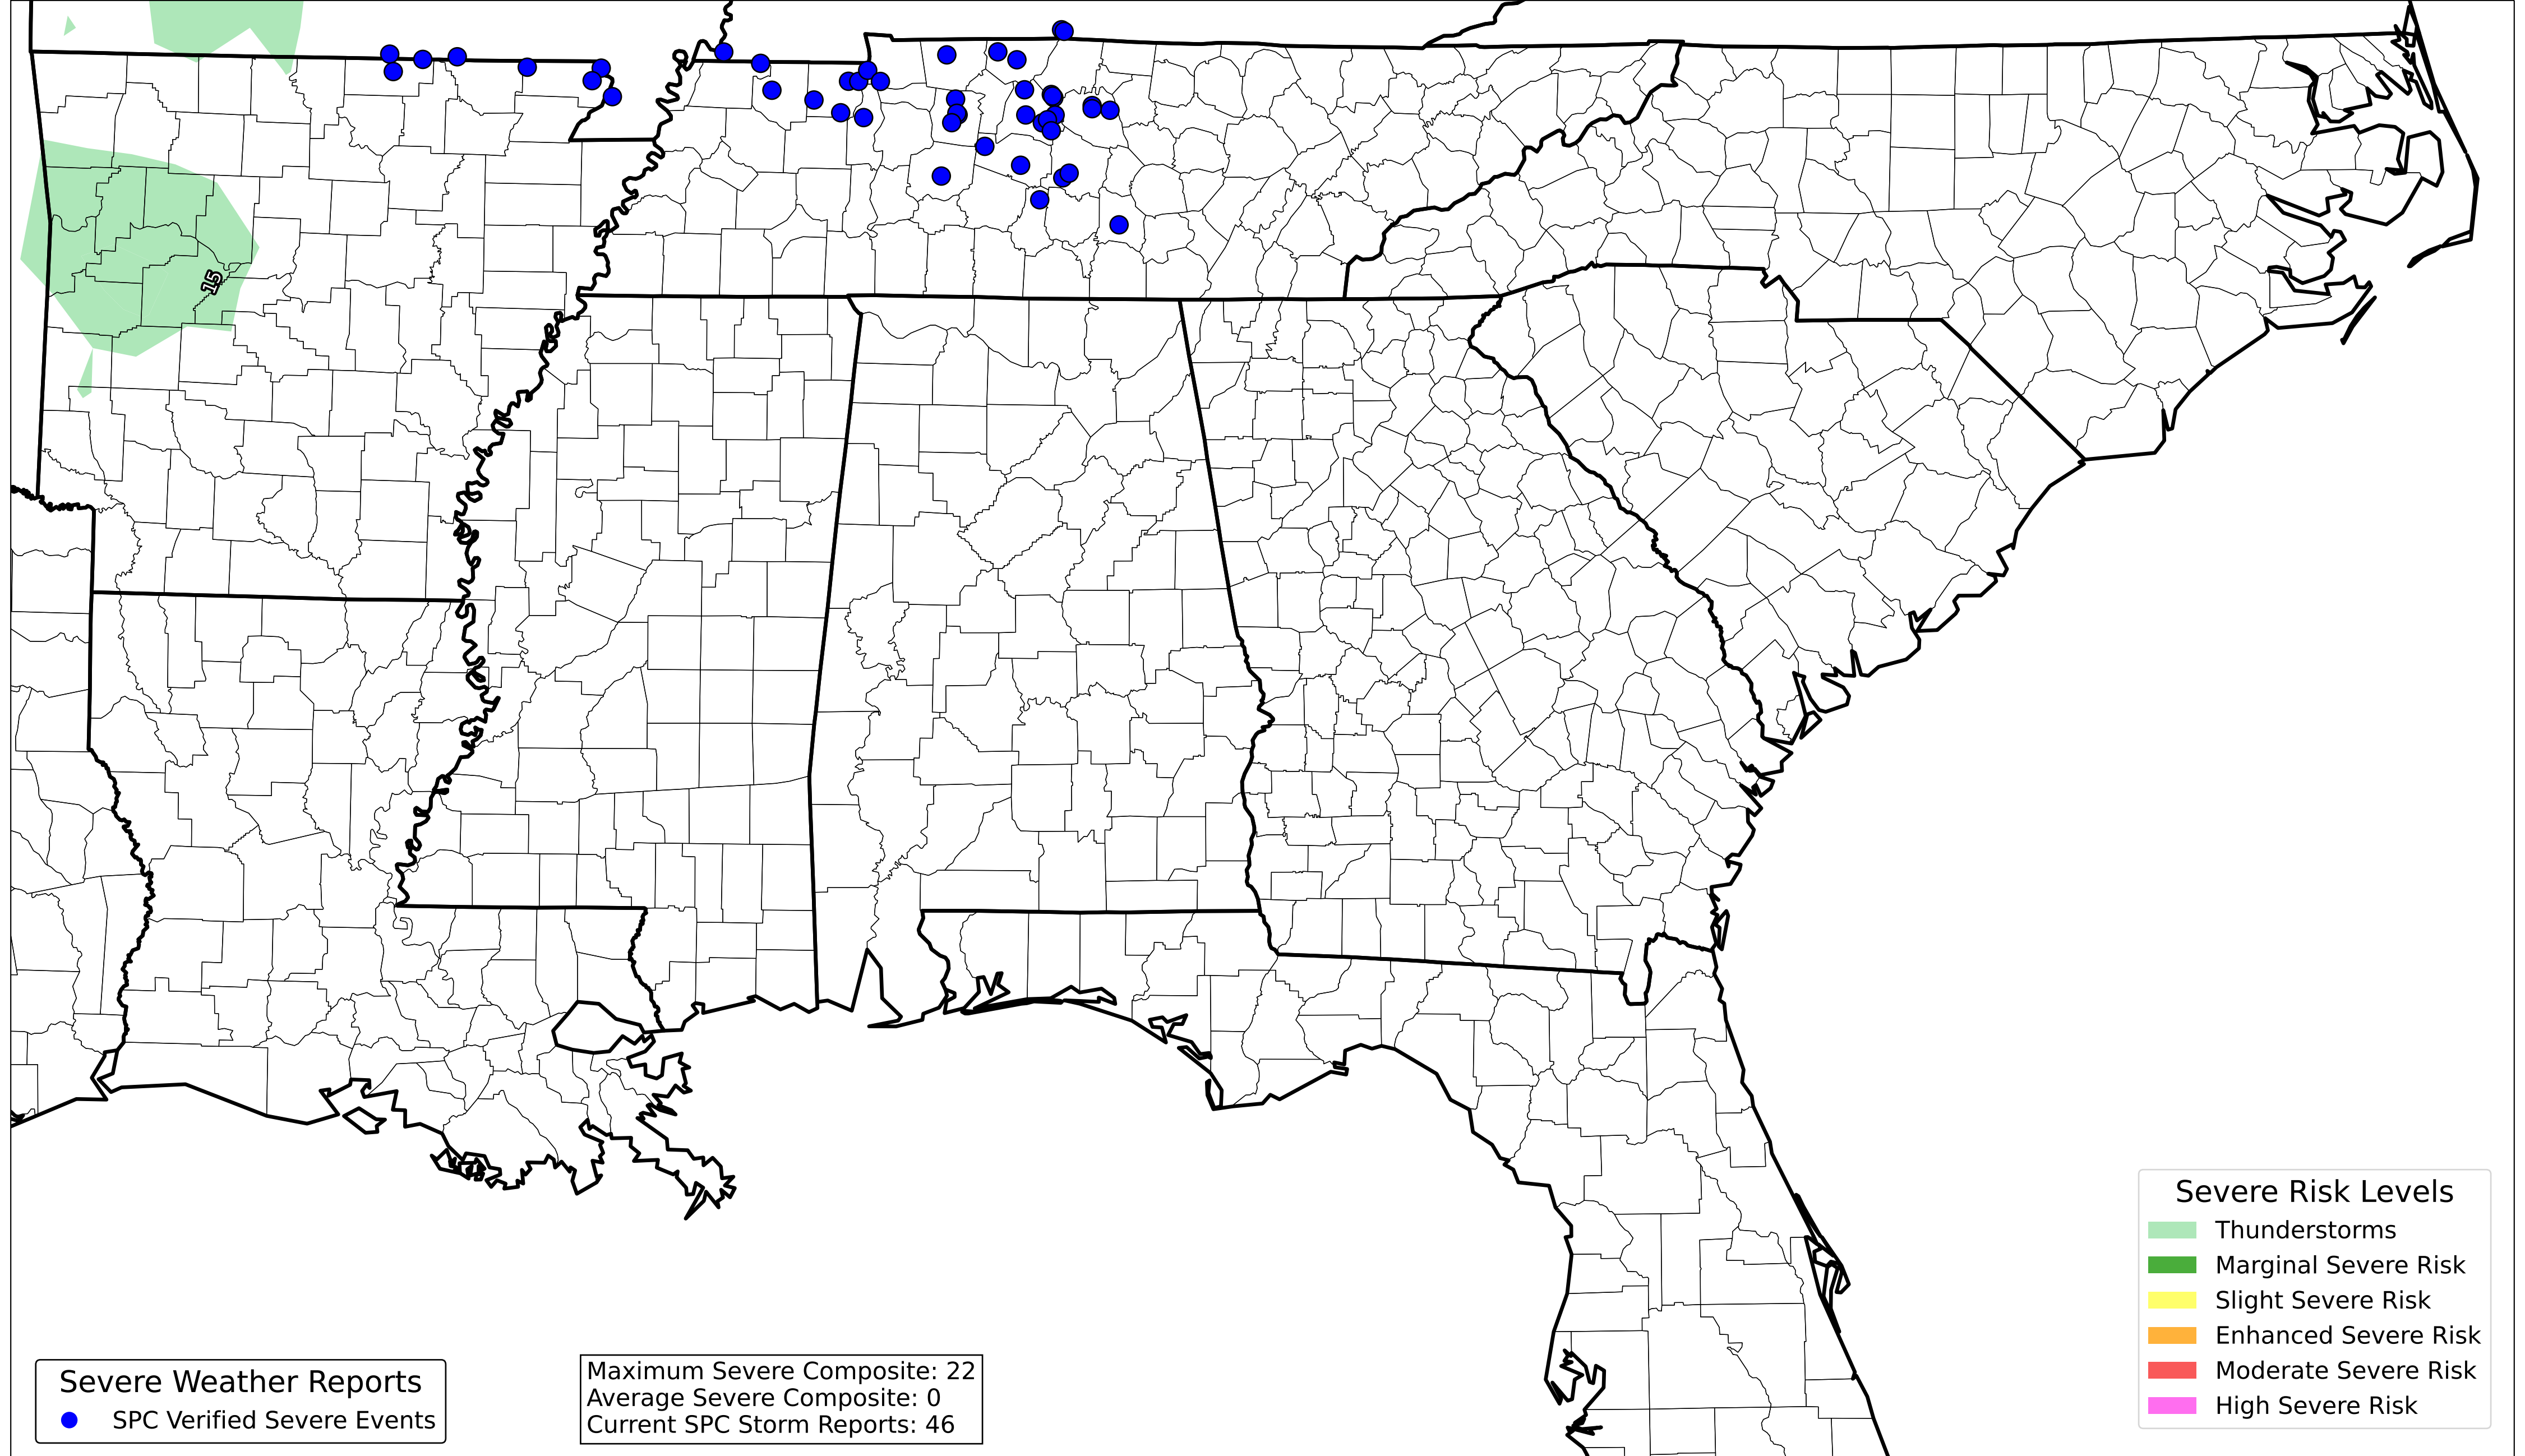 15
Severe Risk Levels
Thunderstorms
Marginal Severe Risk
Slight Severe Risk
Enhanced Severe Risk
Moderate Severe Risk
High Severe Risk
Severe Weather Reports
SPC Verified Severe Events
Maximum Severe Composite: 22
Average Severe Composite: 0
Current SPC Storm Reports: 46